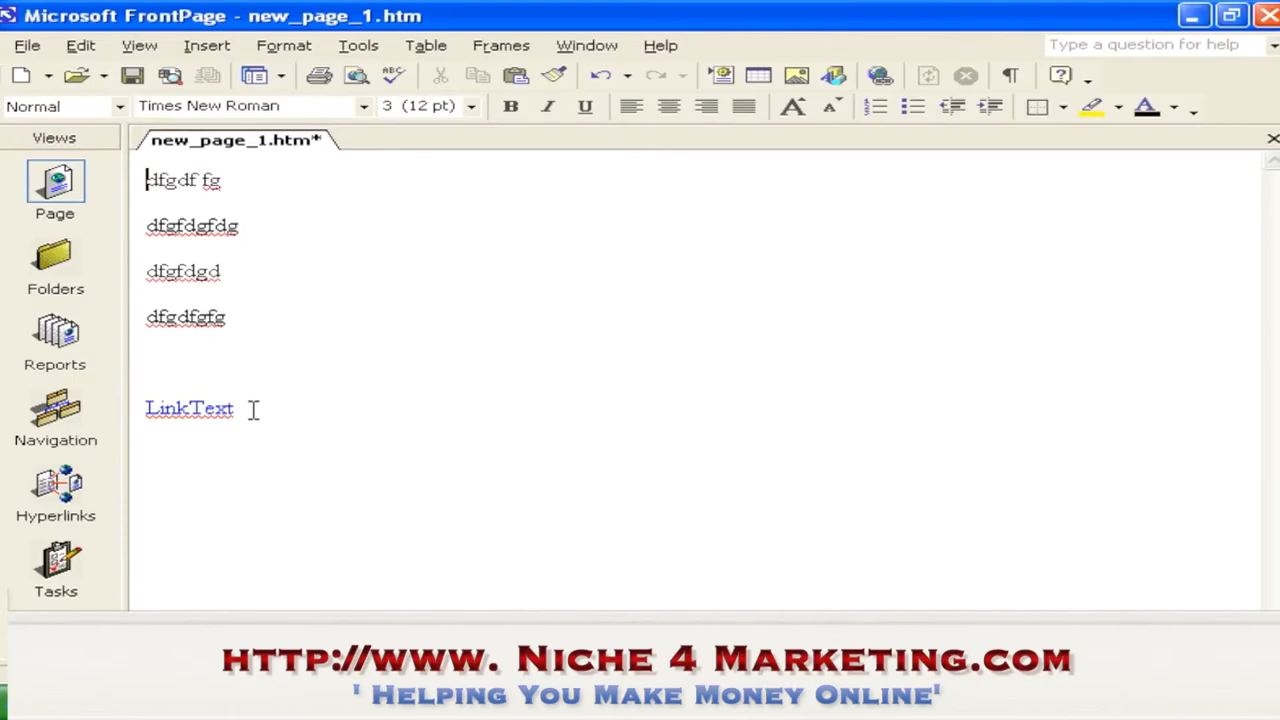 Microsoft FrontPage - new_page_1.htm
File Edit View Insert Format Tools Table Frames Window Help Type a question for help
ABC
Normal Times New Roman 3 (12 pt) B I U A A A
Views new_page_1.htm*
dfgdf fg
Page
dfgfdgfdg
dfgfdgd
Folders
dfgdfgfg
Reports
LinkText
Navigation
Hyperlinks
Tasks
HTTP://WWW. NICHE 4 MARKETING.COM
' HELPING YOU MAKE MONEY ONLINE'